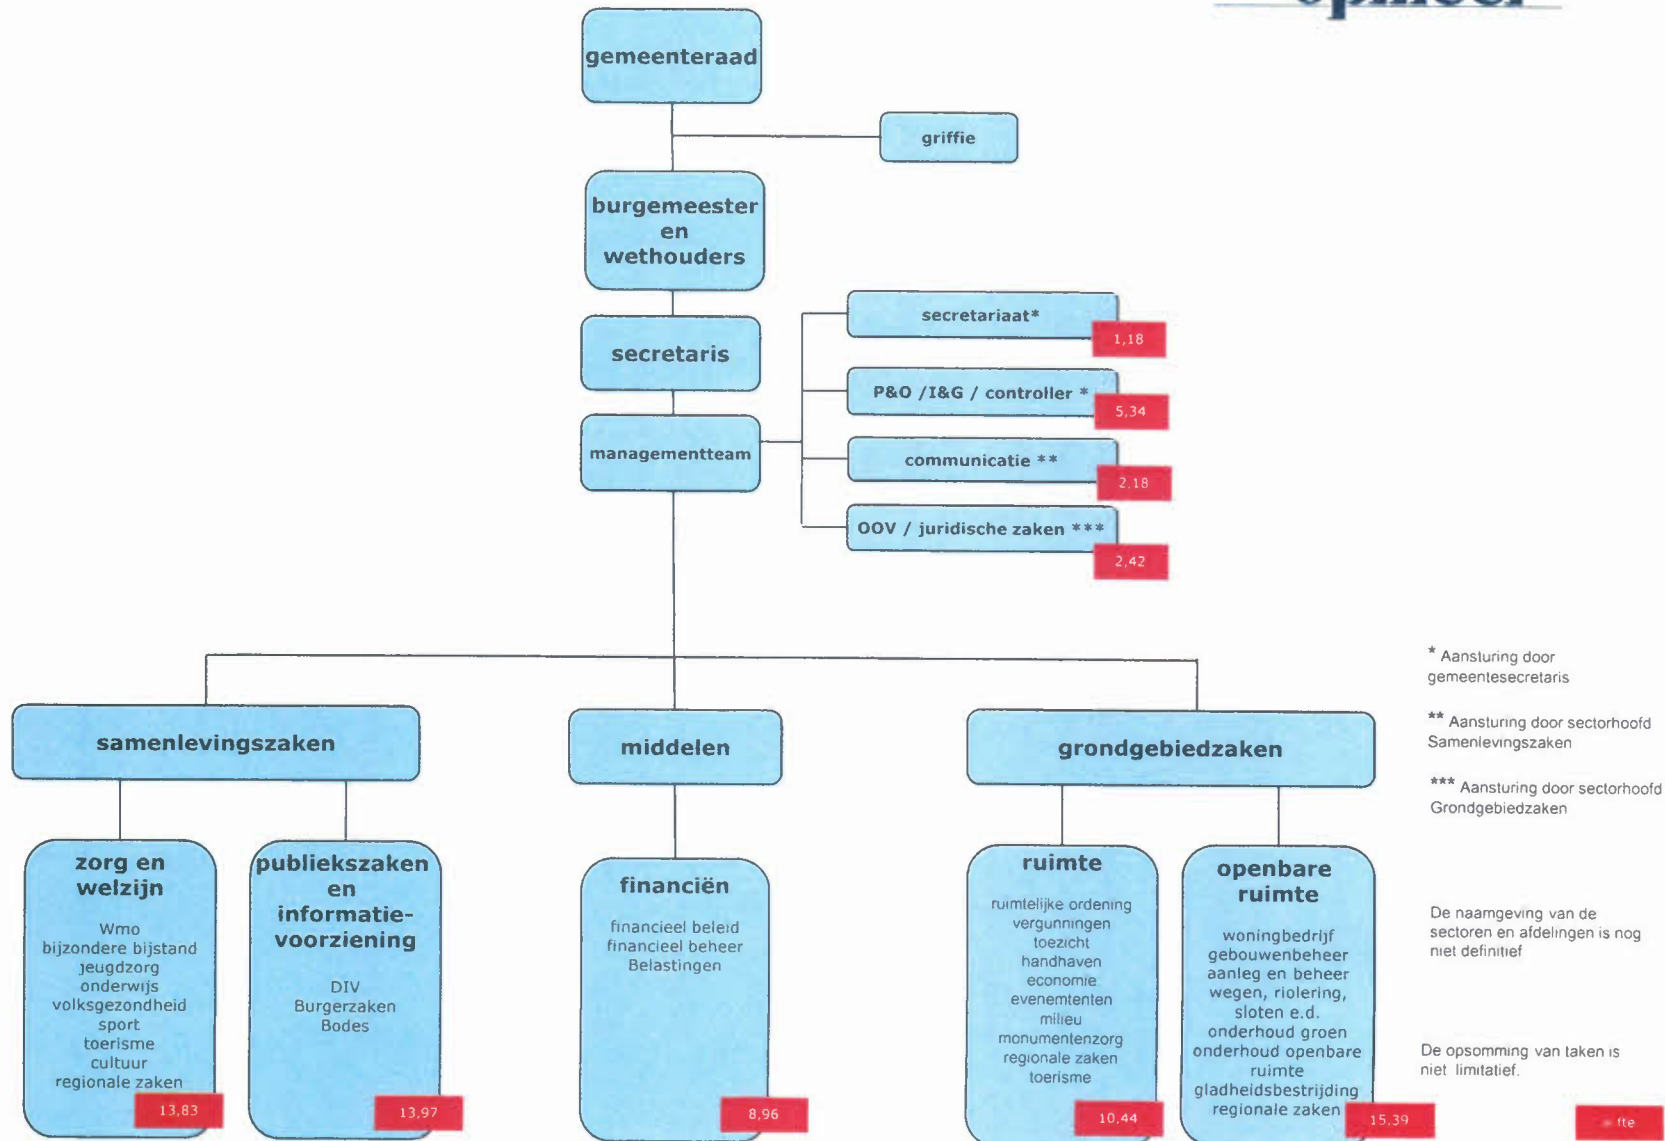 gemeenteraad
griffie
burgemeester
en
wethouders
secretaris
managementteam
secretariaat*
1,18
P&O /I&G / controller *
5,34
communicatie **
2,18
OOV / juridische zaken ***
2,42
samenlevingszaken
middelen
grondgebiedzaken
* Aansturing door
gemeentesecretaris
** Aansturing door sectorhoofd
Samenlevingszaken
*** Aansturing door sectorhoofd
Grondgebiedzaken
zorg en
welzijn
Wmo
bijzondere bijstand
jeugdzorg
onderwijs
volksgezondheid
sport
toerisme
cultuur
regionale zaken
13,83
publiekszaken
en
informatie-
voorziening
DIV
Burgerzaken
Bodes
13,97
financiën
financieel beleid
financieel beheer
Belastingen
8,96
ruimte
ruimtelijke ordening
vergunningen
toezicht
handhaven
economie
evenemtenten
milieu
monumentenzorg
regionale zaken
toerisme
10,44
openbare
ruimte
woningbedrijf
gebouwenbeheer
aanleg en beheer
wegen, riolering,
sloten e.d.
onderhoud groen
onderhoud openbare
ruimte
gladheidsbestrijding
regionale zaken
15,39
De naamgeving van de
sectoren en afdelingen is nog
niet definitief
De opsomming van taken is
niet limitatief.
= fte